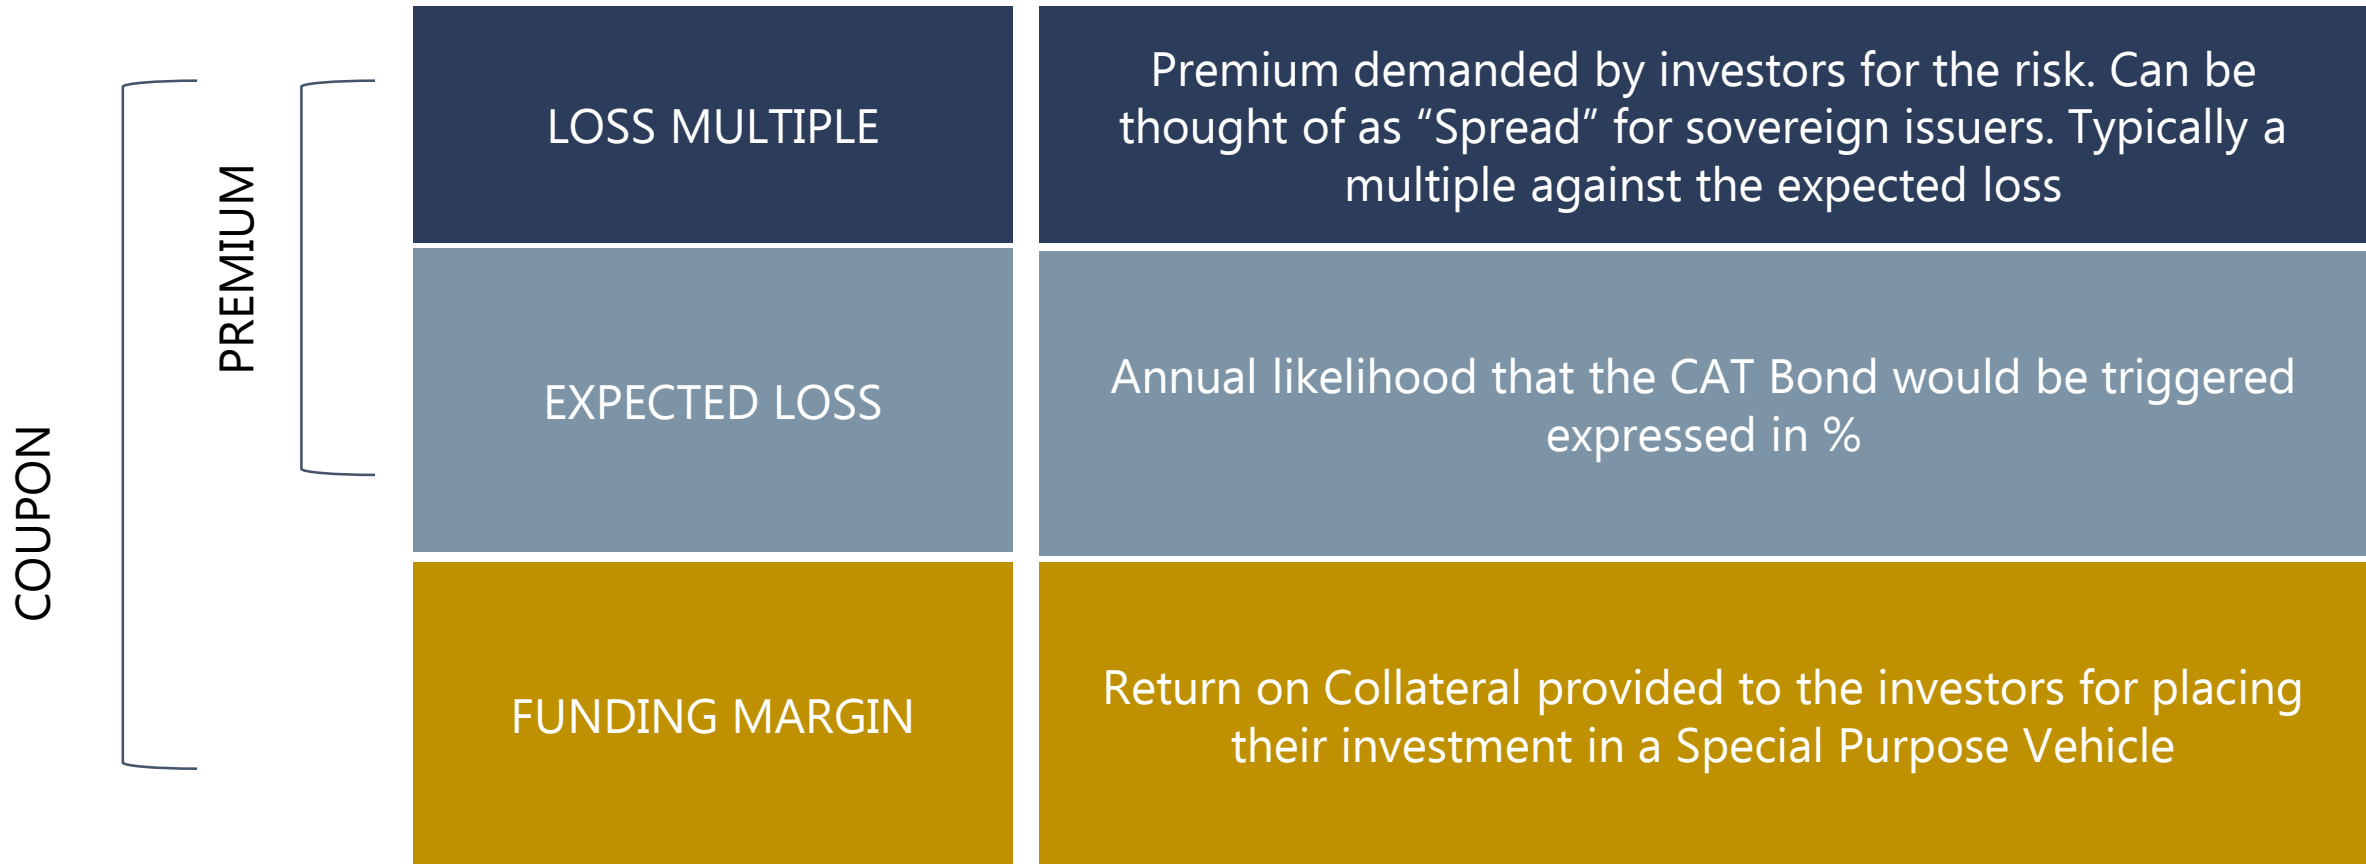 COUPON
PREMIUM
LOSS MULTIPLE
Premium demanded by investors for the risk. Can be
thought of as “Spread” for sovereign issuers. Typically a
multiple against the expected loss
EXPECTED LOSS
Annual likelihood that the CAT Bond would be triggered
expressed in %
FUNDING MARGIN
Return on Collateral provided to the investors for placing
their investment in a Special Purpose Vehicle